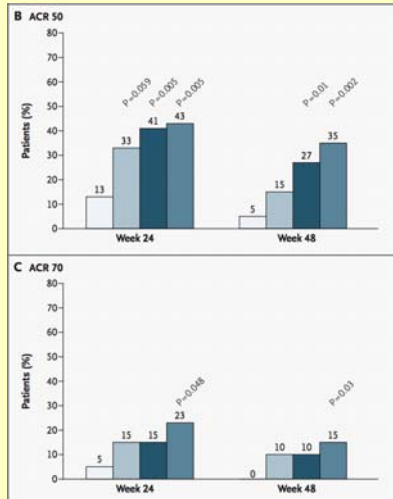 B ACR 50
80
70
60
50
40
30
20
10
0
Patients (%)
P=0.059 P=0.005 P=0.005
13 33 41 43
P=0.01 P=0.002
5 15 27 35
Week 24 Week 48
C ACR 70
80
70
60
50
40
30
20
10
0
Patients (%)
P=0.048
5 15 15 23
P=0.03
0 10 10 15
Week 24 Week 48